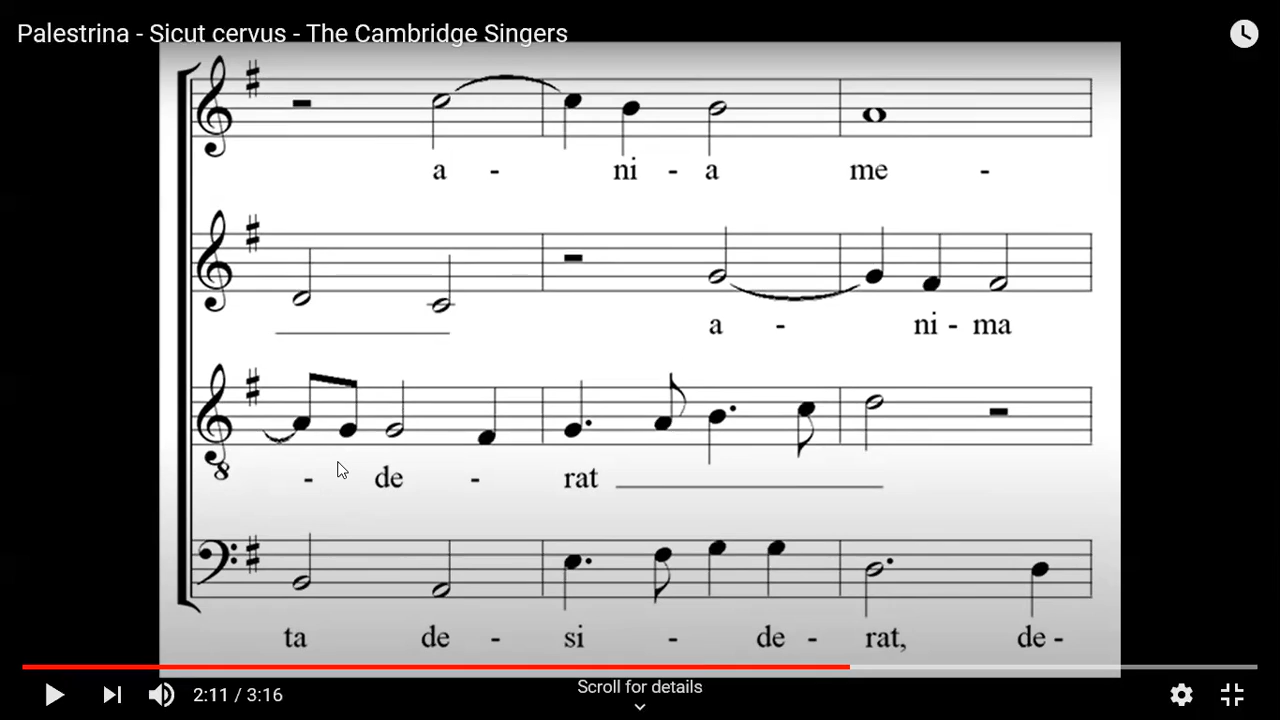 Palestrina - Sicut cervus - The Cambridge Singers
a - ni - a me -
a - ni - ma
8
- de - rat
ta de - si - de - rat, de -
2:11 / 3:16
Scroll for details